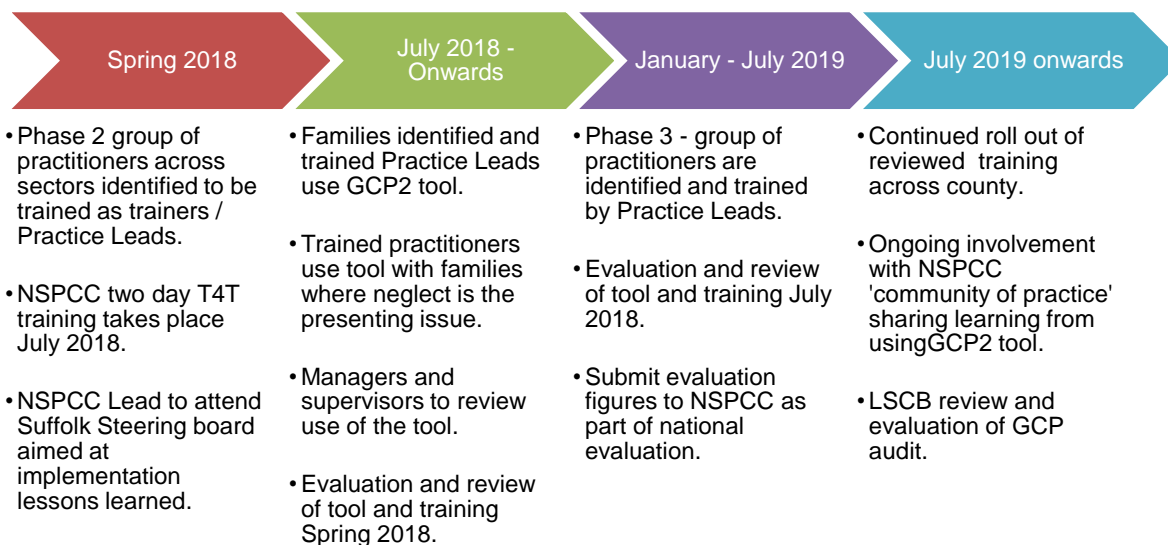 Spring 2018
July 2018 -
Onwards
January - July 2019
July 2019 onwards
• Phase 2 group of
practitioners across
sectors identified to be
trained as trainers /
Practice Leads.
• NSPCC two day T4T
training takes place
July 2018.
• NSPCC Lead to attend
Suffolk Steering board
aimed at
implementation
lessons learned.
• Families identified and
trained Practice Leads
use GCP2 tool.
• Trained practitioners
use tool with families
where neglect is the
presenting issue.
• Managers and
supervisors to review
use of the tool.
• Evaluation and review
of tool and training
Spring 2018.
• Phase 3 - group of
practitioners are
identified and trained
by Practice Leads.
• Evaluation and review
of tool and training July
2018.
• Submit evaluation
figures to NSPCC as
part of national
evaluation.
• Continued roll out of
reviewed  training
across county.
• Ongoing involvement
with NSPCC
'community of practice'
sharing learning from
usingGCP2 tool.
• LSCB review and
evaluation of GCP
audit.